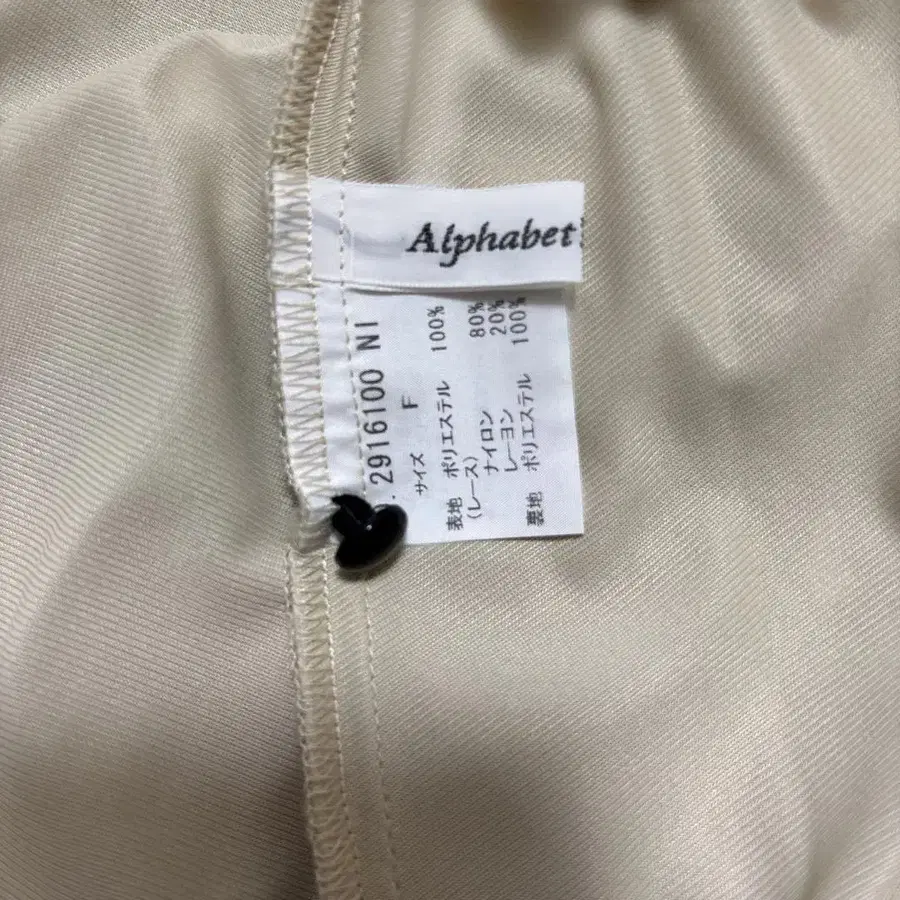 Alphabet
. 2916100 NI
サイズ
F
表地 ポリエステル 100%
(レース)
ナイロン 80%
レーヨン 20%
裏地 ポリエステル 100%